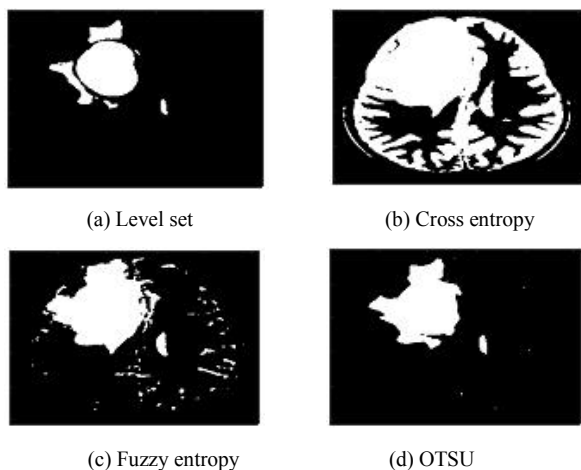 (a) Level set
(b) Cross entropy
(c) Fuzzy entropy
(d) OTSU